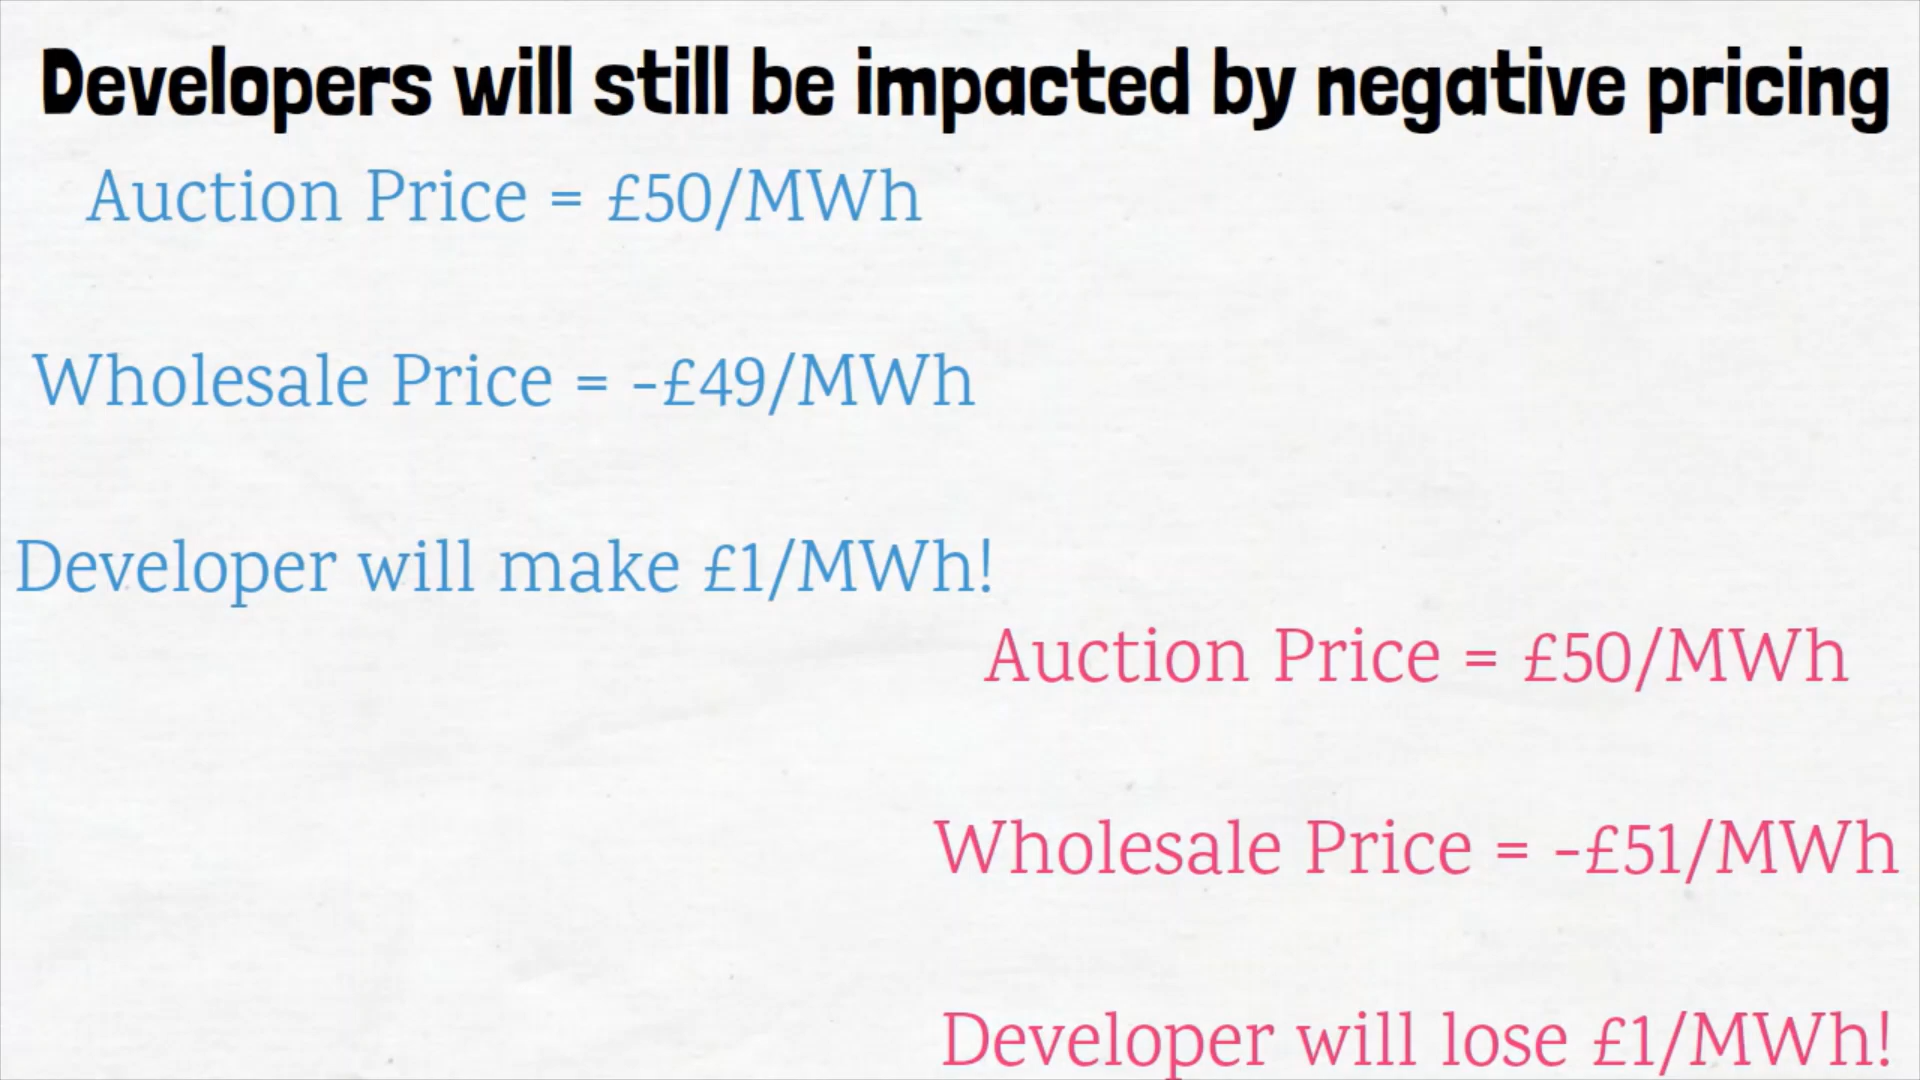 Developers will still be impacted by negative pricing
Auction Price = £50/MWh
Wholesale Price = -£49/MWh
Developer will make £1/MWh!
Auction Price = £50/MWh
Wholesale Price = -£51/MWh
Developer will lose £1/MWh!